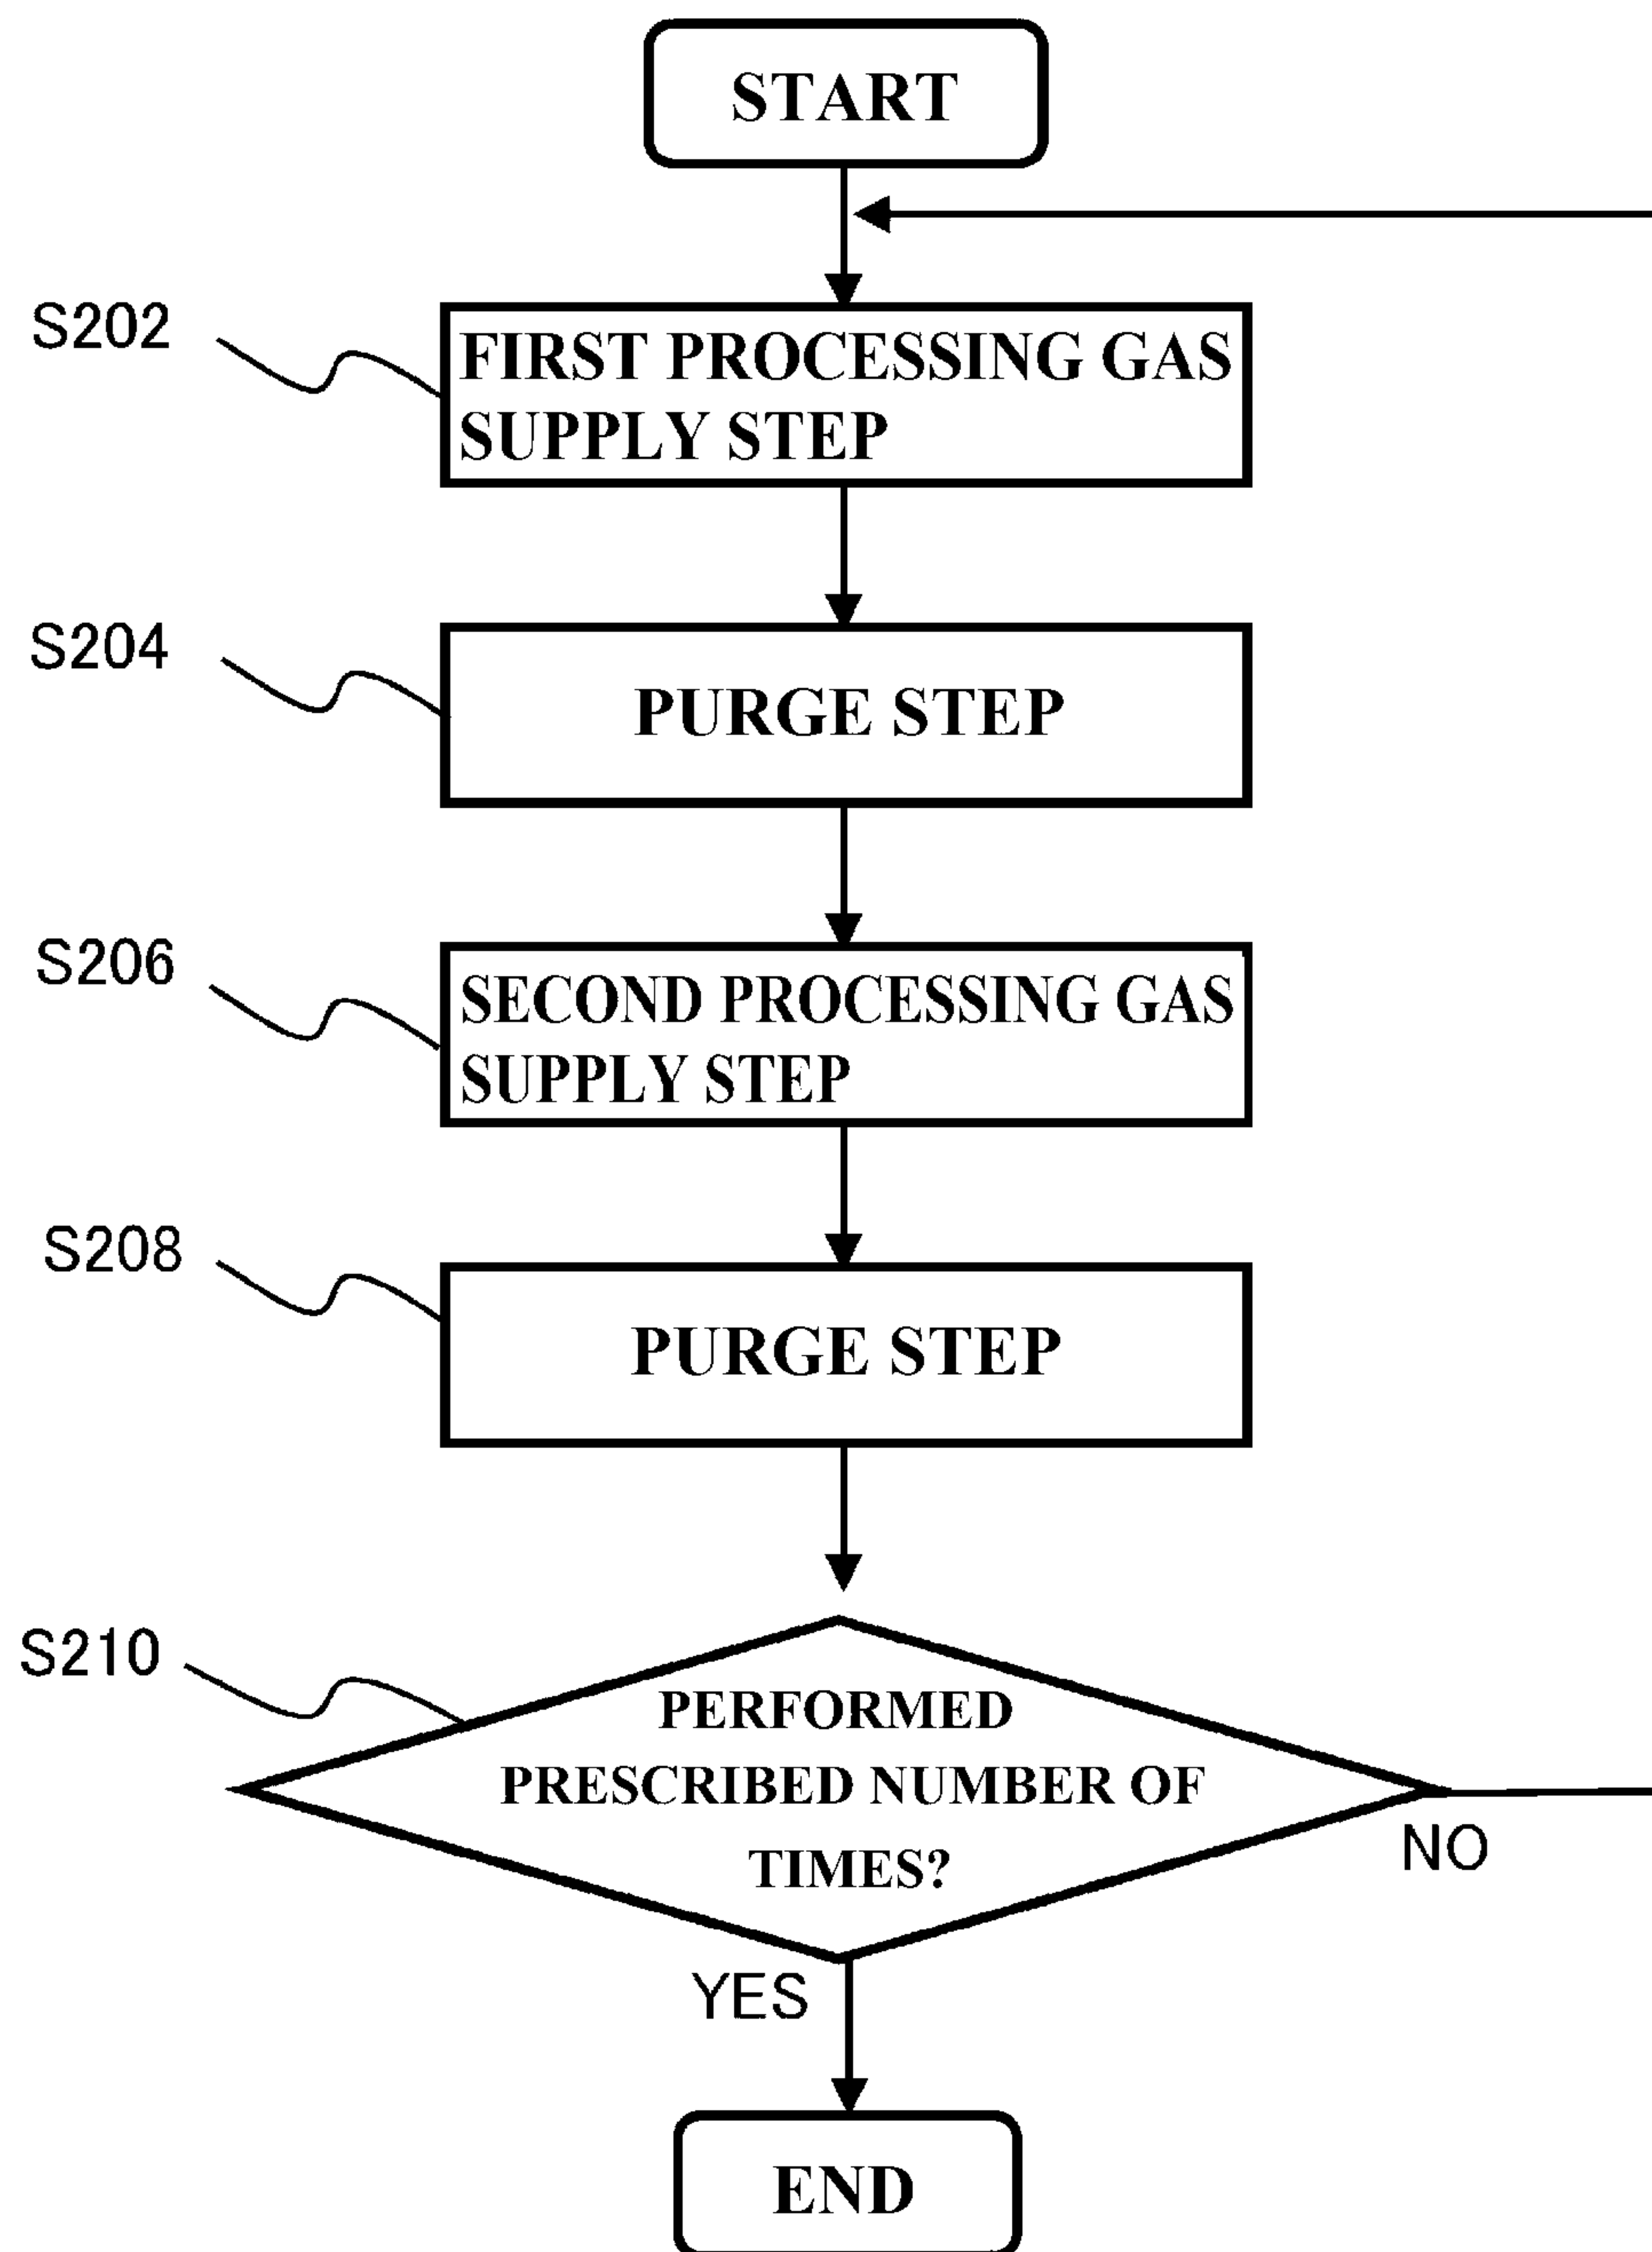 START
S202
FIRST PROCESSING GAS
SUPPLY STEP
S204
PURGE STEP
S206
SECOND PROCESSING GAS
SUPPLY STEP
S208
PURGE STEP
S210
PERFORMED
PRESCRIBED NUMBER OF
TIMES?
NO
YES
END